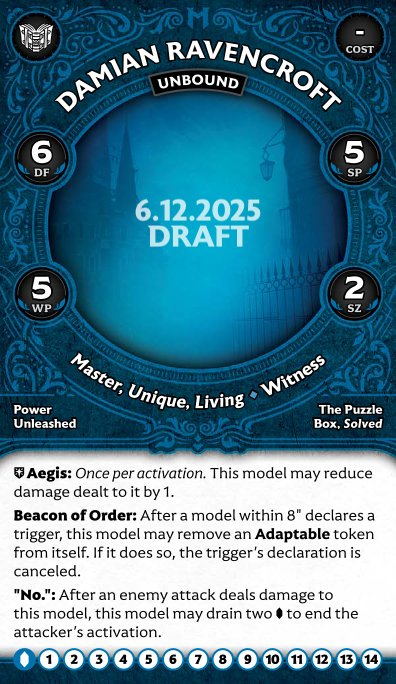 -
COST
DAMIAN RAVENCROFT
UNBOUND
6
DF
5
SP
6.12.2025
DRAFT
5
WP
2
SZ
Master, Unique, Living ⬥ Witness
Power
Unleashed
The Puzzle
Box, Solved
Aegis: Once per activation. This model may reduce
damage dealt to it by 1.
Beacon of Order: After a model within 8" declares a
trigger, this model may remove an Adaptable token
from itself. If it does so, the trigger's declaration is
canceled.
"No.": After an enemy attack deals damage to
this model, this model may drain two ⬧ to end the
attacker's activation.
1 2 3 4 5 6 7 8 9 10 11 12 13 14